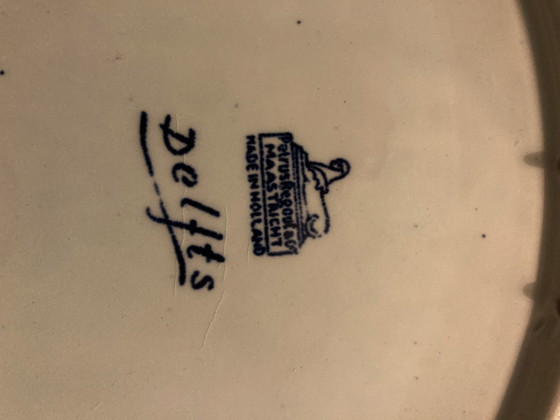 Petrus Regout & Co
MAASTRICHT
MADE IN HOLLAND
Delfts